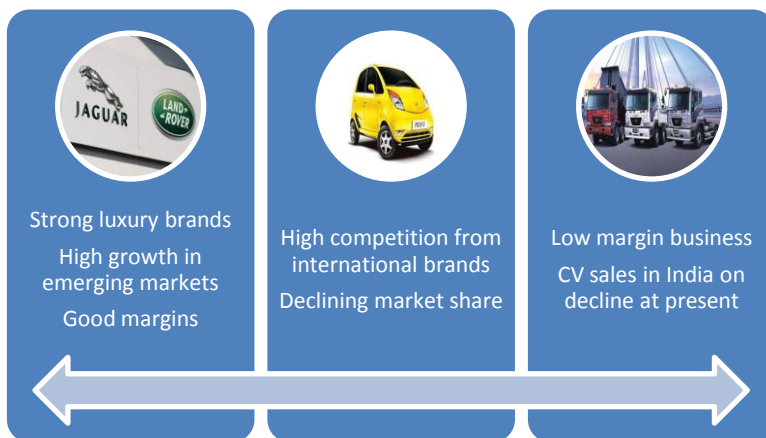 JAGUAR
LAND-
ROVER
Strong luxury brands
High growth in
emerging markets
Good margins
High competition from
international brands
Declining market share
Low margin business
CV sales in India on
decline at present